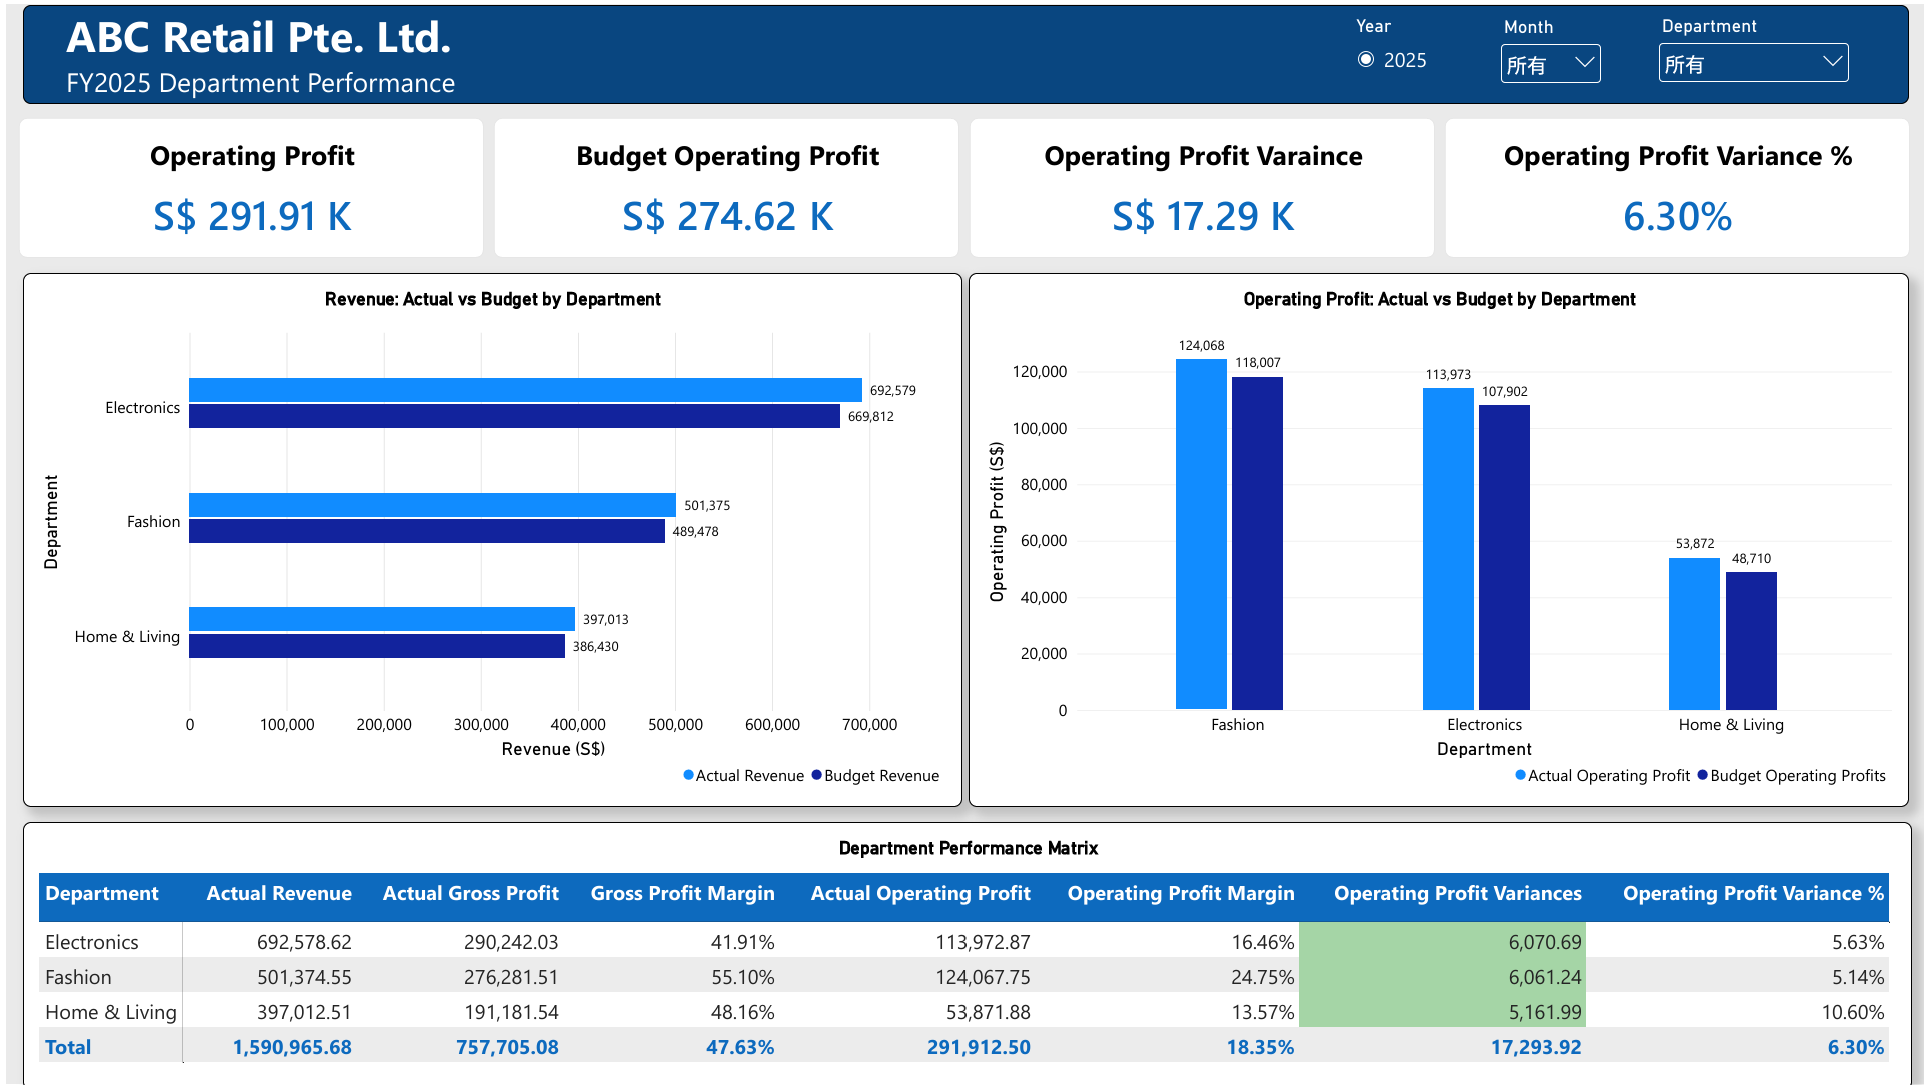 ABC Retail Pte. Ltd.
FY2025 Department Performance
Year
2025
Month
所有
Department
所有
Operating Profit
S$ 291.91 K
Budget Operating Profit
S$ 274.62 K
Operating Profit Varaince
S$ 17.29 K
Operating Profit Variance %
6.30%
Revenue: Actual vs Budget by Department
Department
Electronics
692,579
669,812
Fashion
501,375
489,478
Home & Living
397,013
386,430
0 100,000 200,000 300,000 400,000 500,000 600,000 700,000
Revenue (S$)
Actual Revenue Budget Revenue
Operating Profit: Actual vs Budget by Department
Operating Profit (S$)
120,000
100,000
80,000
60,000
40,000
20,000
0
124,068
118,007
113,973
107,902
53,872
48,710
Fashion Electronics Home & Living
Department
Actual Operating Profit Budget Operating Profits
Department Performance Matrix
Department Actual Revenue Actual Gross Profit Gross Profit Margin Actual Operating Profit Operating Profit Margin Operating Profit Variances Operating Profit Variance %
Electronics 692,578.62 290,242.03 41.91% 113,972.87 16.46% 6,070.69 5.63%
Fashion 501,374.55 276,281.51 55.10% 124,067.75 24.75% 6,061.24 5.14%
Home & Living 397,012.51 191,181.54 48.16% 53,871.88 13.57% 5,161.99 10.60%
Total 1,590,965.68 757,705.08 47.63% 291,912.50 18.35% 17,293.92 6.30%